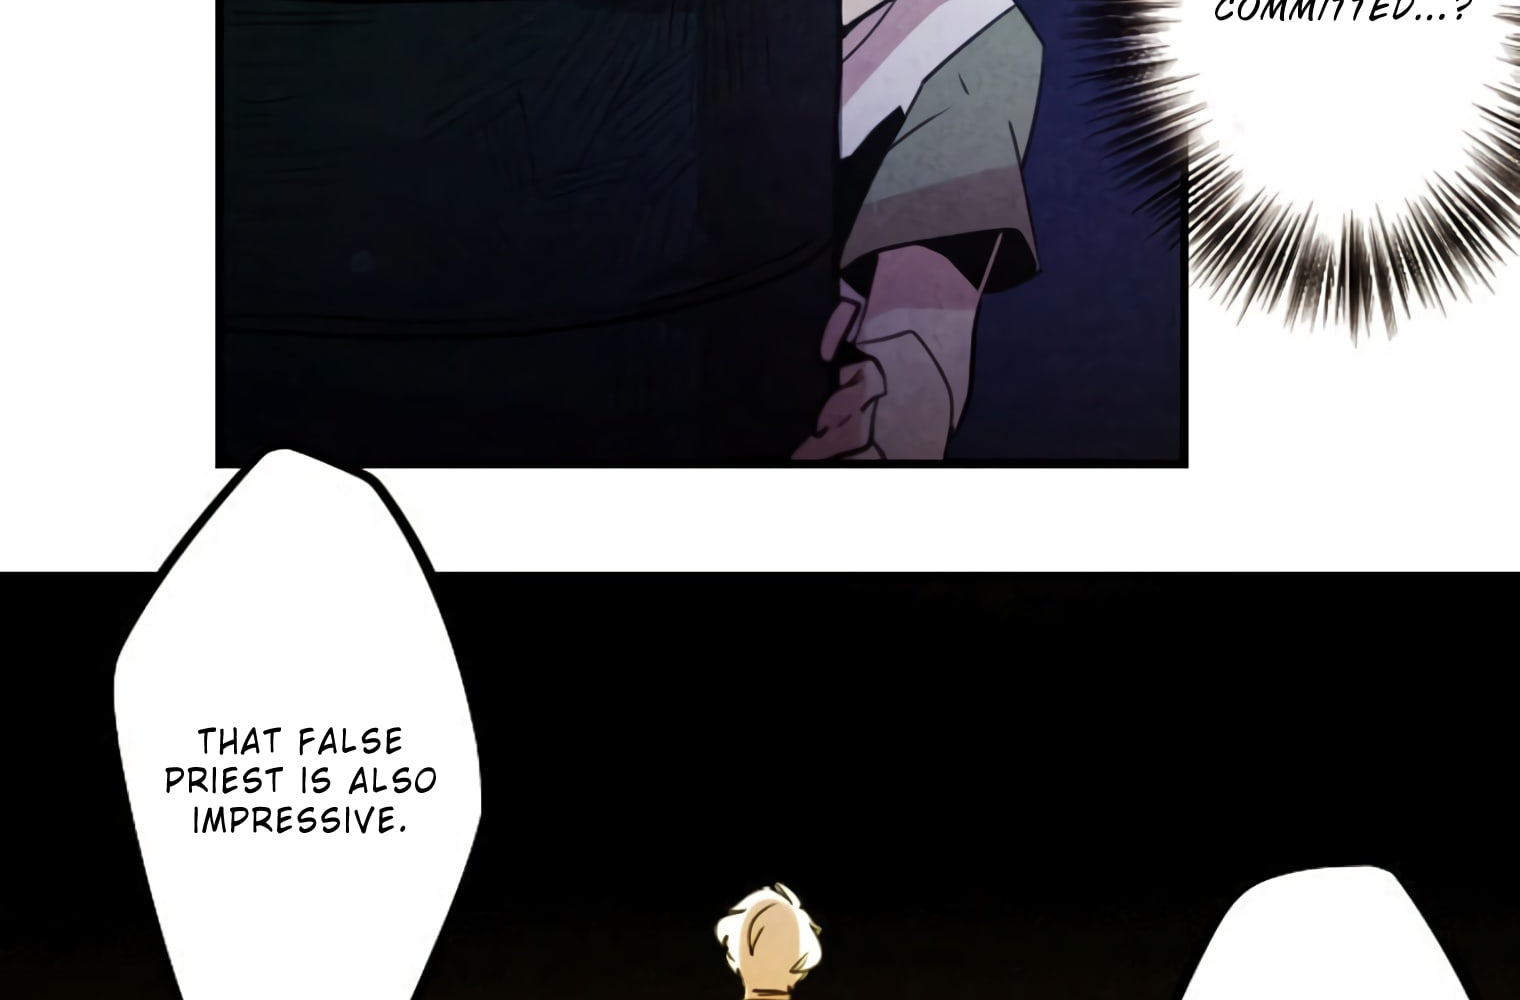 COMMITTED...?
THAT FALSE
PRIEST IS ALSO
IMPRESSIVE.